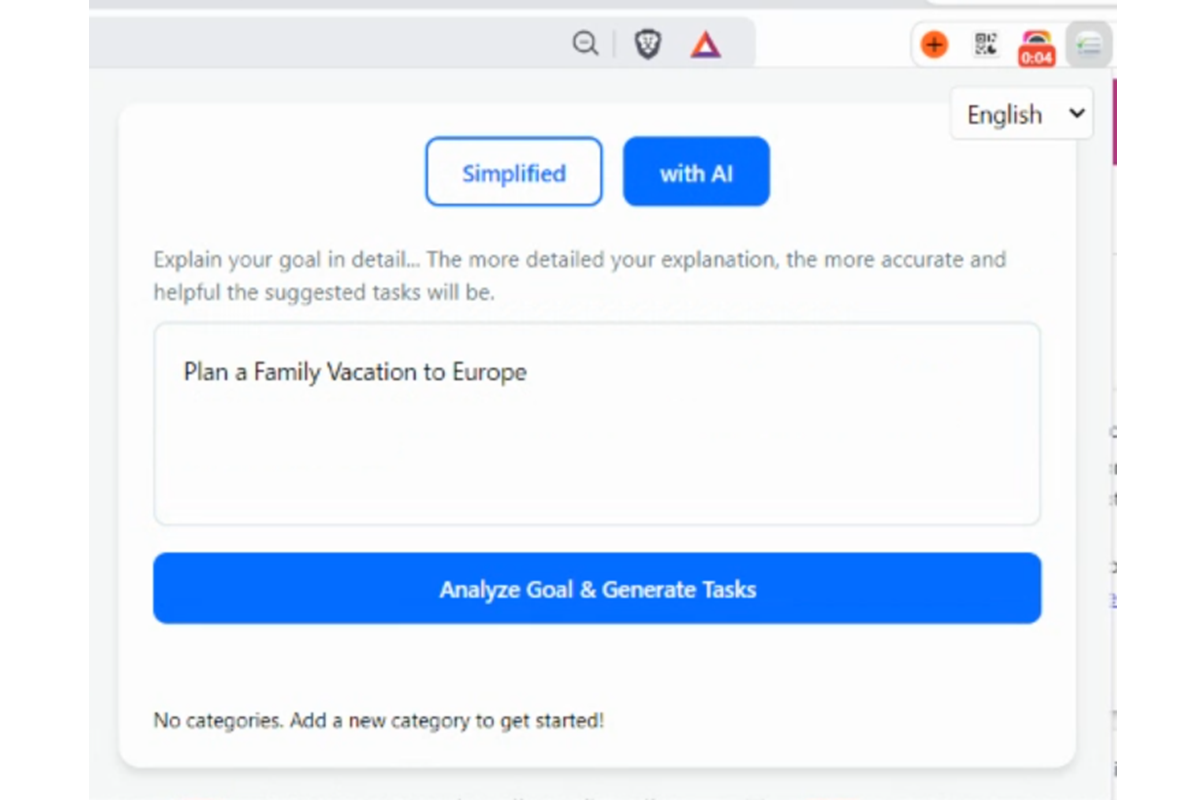 0:04
English
Simplified
with AI
Explain your goal in detail... The more detailed your explanation, the more accurate and
helpful the suggested tasks will be.
Plan a Family Vacation to Europe
Analyze Goal & Generate Tasks
No categories. Add a new category to get started!